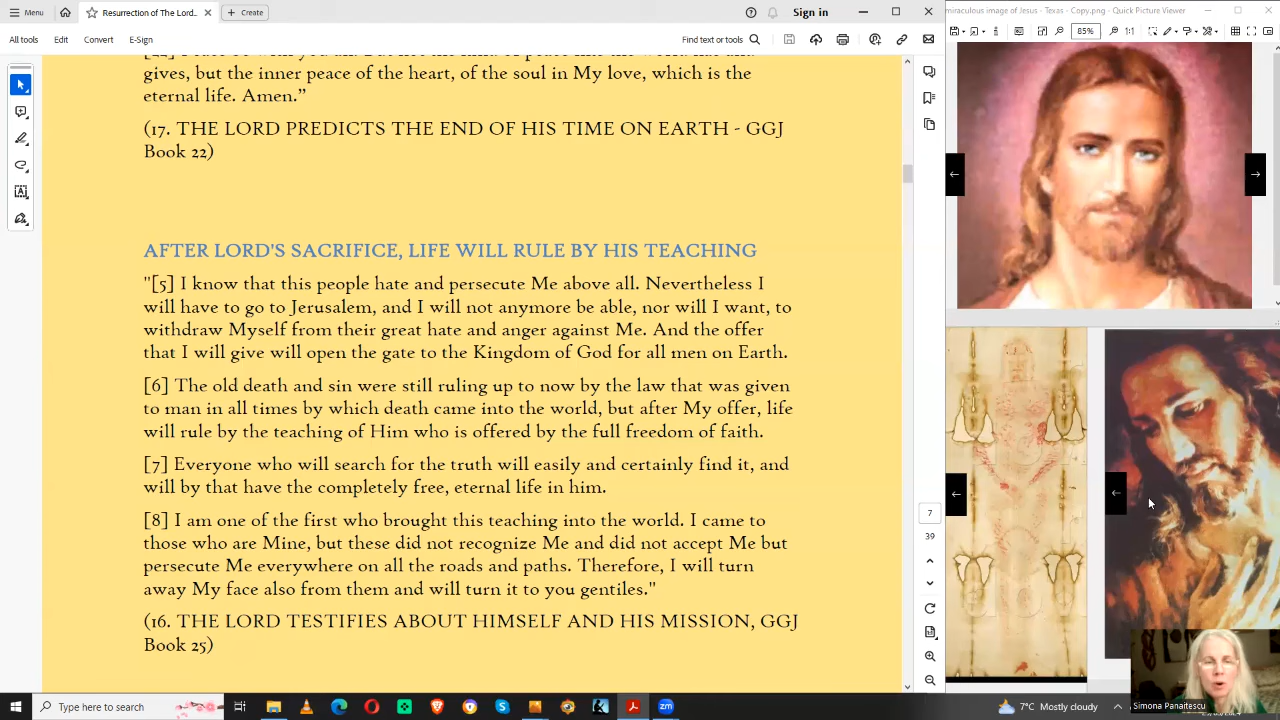 Menu
Resurrection of The Lord...
Create
Sign in
All tools
Edit
Convert
E-Sign
Find text or tools
gives, but the inner peace of the heart, of the soul in My love, which is the
eternal life. Amen.”
(17. THE LORD PREDICTS THE END OF HIS TIME ON EARTH - GGJ
Book 22)
AFTER LORD'S SACRIFICE, LIFE WILL RULE BY HIS TEACHING
"[5] I know that this people hate and persecute Me above all. Nevertheless I
will have to go to Jerusalem, and I will not anymore be able, nor will I want, to
withdraw Myself from their great hate and anger against Me. And the offer
that I will give will open the gate to the Kingdom of God for all men on Earth.
[6] The old death and sin were still ruling up to now by the law that was given
to man in all times by which death came into the world, but after My offer, life
will rule by the teaching of Him who is offered by the full freedom of faith.
[7] Everyone who will search for the truth will easily and certainly find it, and
will by that have the completely free, eternal life in him.
[8] I am one of the first who brought this teaching into the world. I came to
those who are Mine, but these did not recognize Me and did not accept Me but
persecute Me everywhere on all the roads and paths. Therefore, I will turn
away My face also from them and will turn it to you gentiles."
(16. THE LORD TESTIFIES ABOUT HIMSELF AND HIS MISSION, GGJ
Book 25)
7
39
miraculous image of Jesus - Texas - Copy.png - Quick Picture Viewer
85%
1:1
Simona Panaitescu
Type here to search
7°C Mostly cloudy